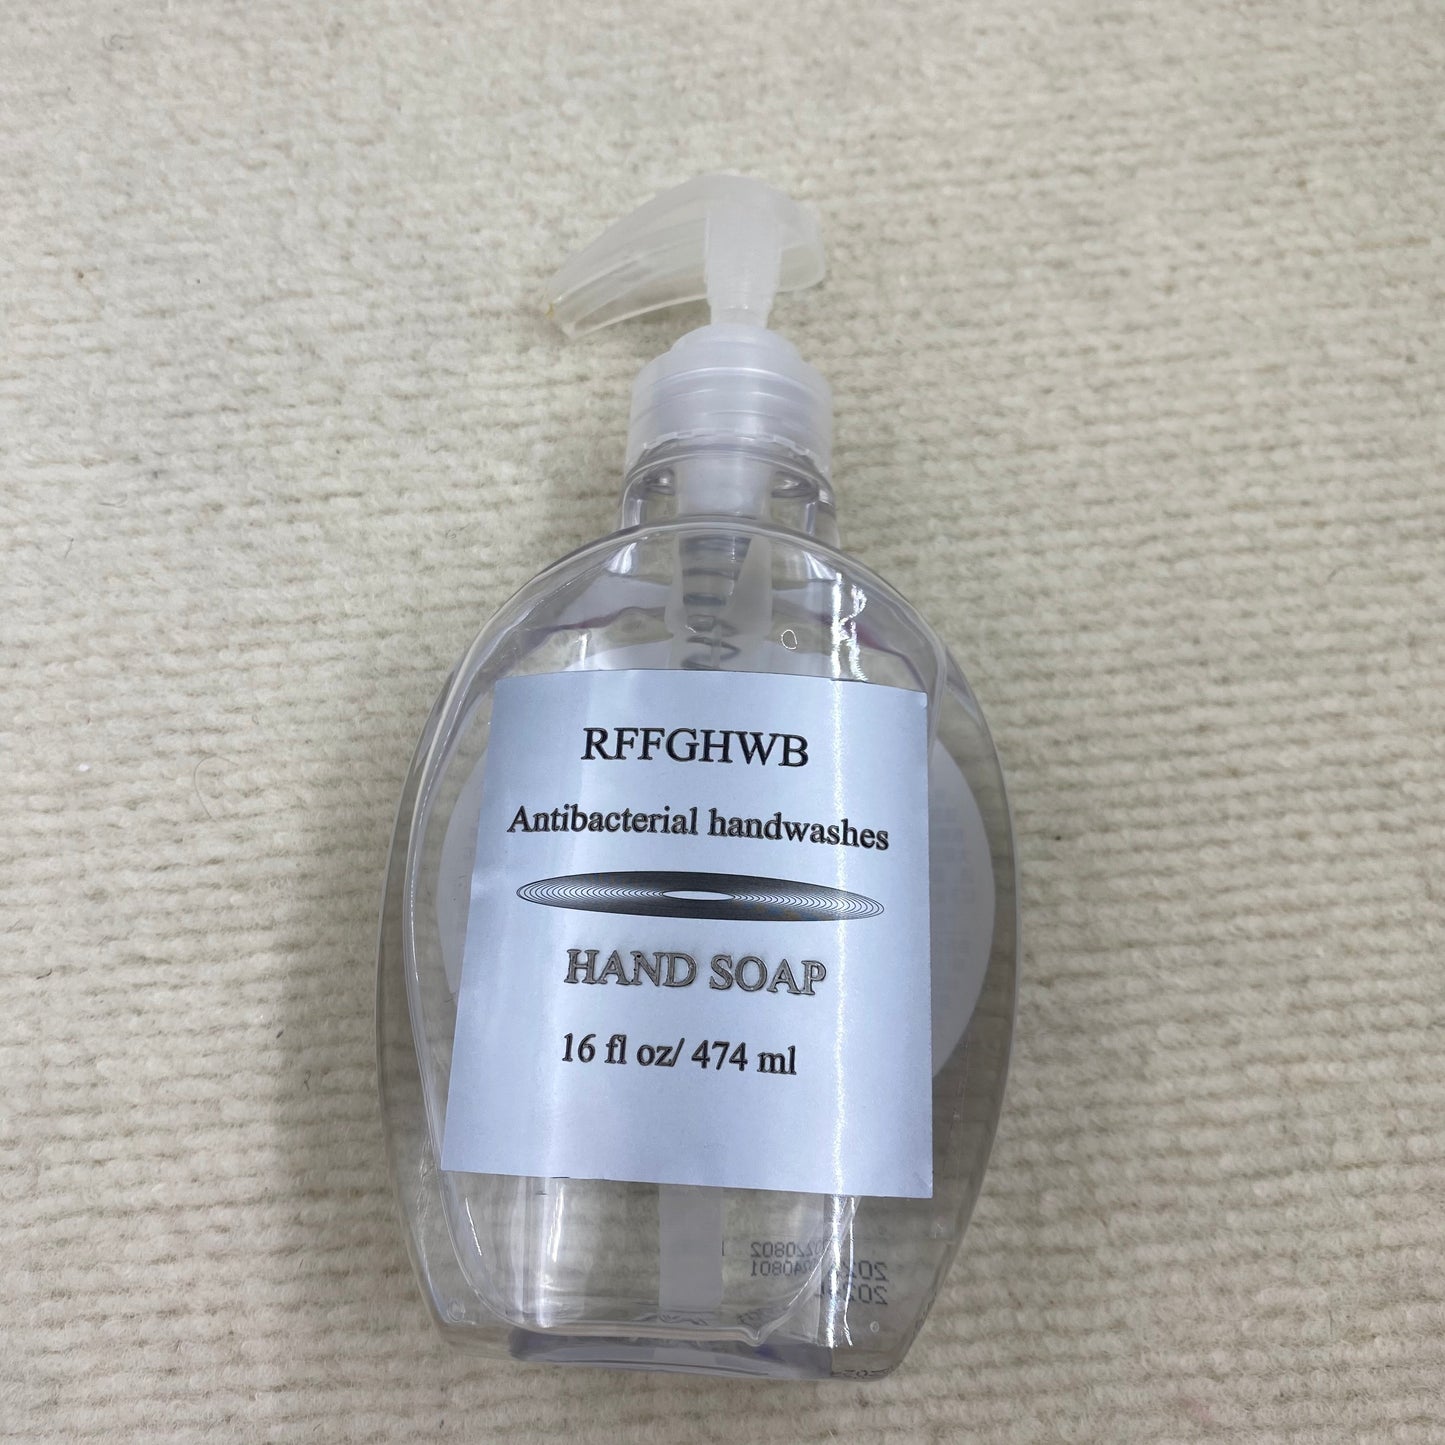 RFFGHWB
Antibacterial handwashes
HAND SOAP
16 fl oz/ 474 ml